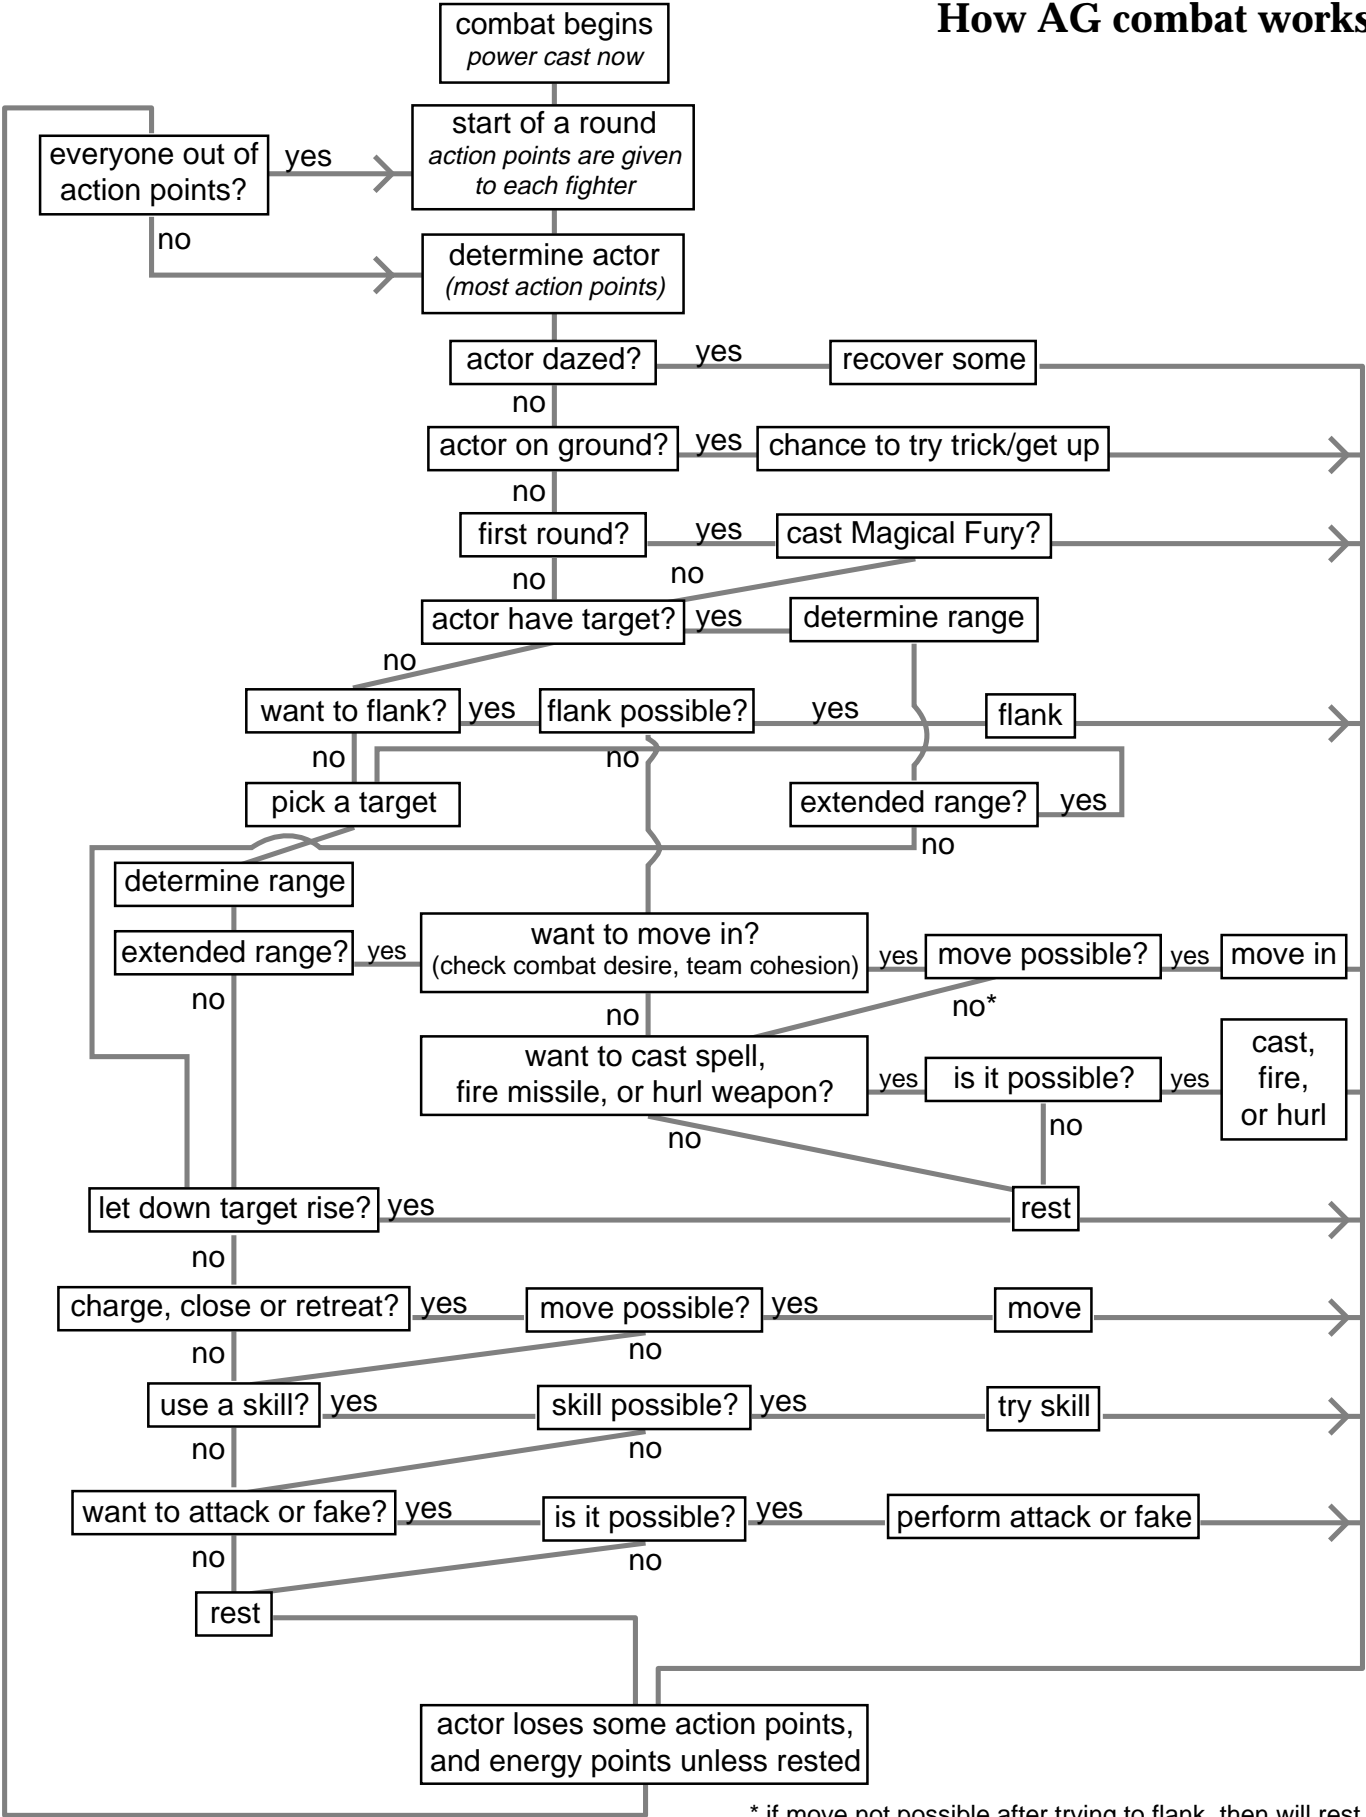 How AG combat works
combat begins
power cast now
start of a round
action points are given
to each fighter
everyone out of
action points?
yes
no
determine actor
(most action points)
actor dazed?
yes
recover some
no
actor on ground?
yes
chance to try trick/get up
no
first round?
yes
cast Magical Fury?
no
no
actor have target?
yes
determine range
no
want to flank?
yes
flank possible?
yes
flank
no
no
pick a target
extended range?
yes
no
determine range
extended range?
yes
want to move in?
(check combat desire, team cohesion)
yes
move possible?
yes
move in
no
no
no*
want to cast spell,
fire missile, or hurl weapon?
yes
is it possible?
yes
cast,
fire,
or hurl
no
no
let down target rise?
yes
rest
no
charge, close or retreat?
yes
move possible?
yes
move
no
no
use a skill?
yes
skill possible?
yes
try skill
no
no
want to attack or fake?
yes
is it possible?
yes
perform attack or fake
no
no
rest
actor loses some action points,
and energy points unless rested
* if move not possible after trying to flank, then will rest